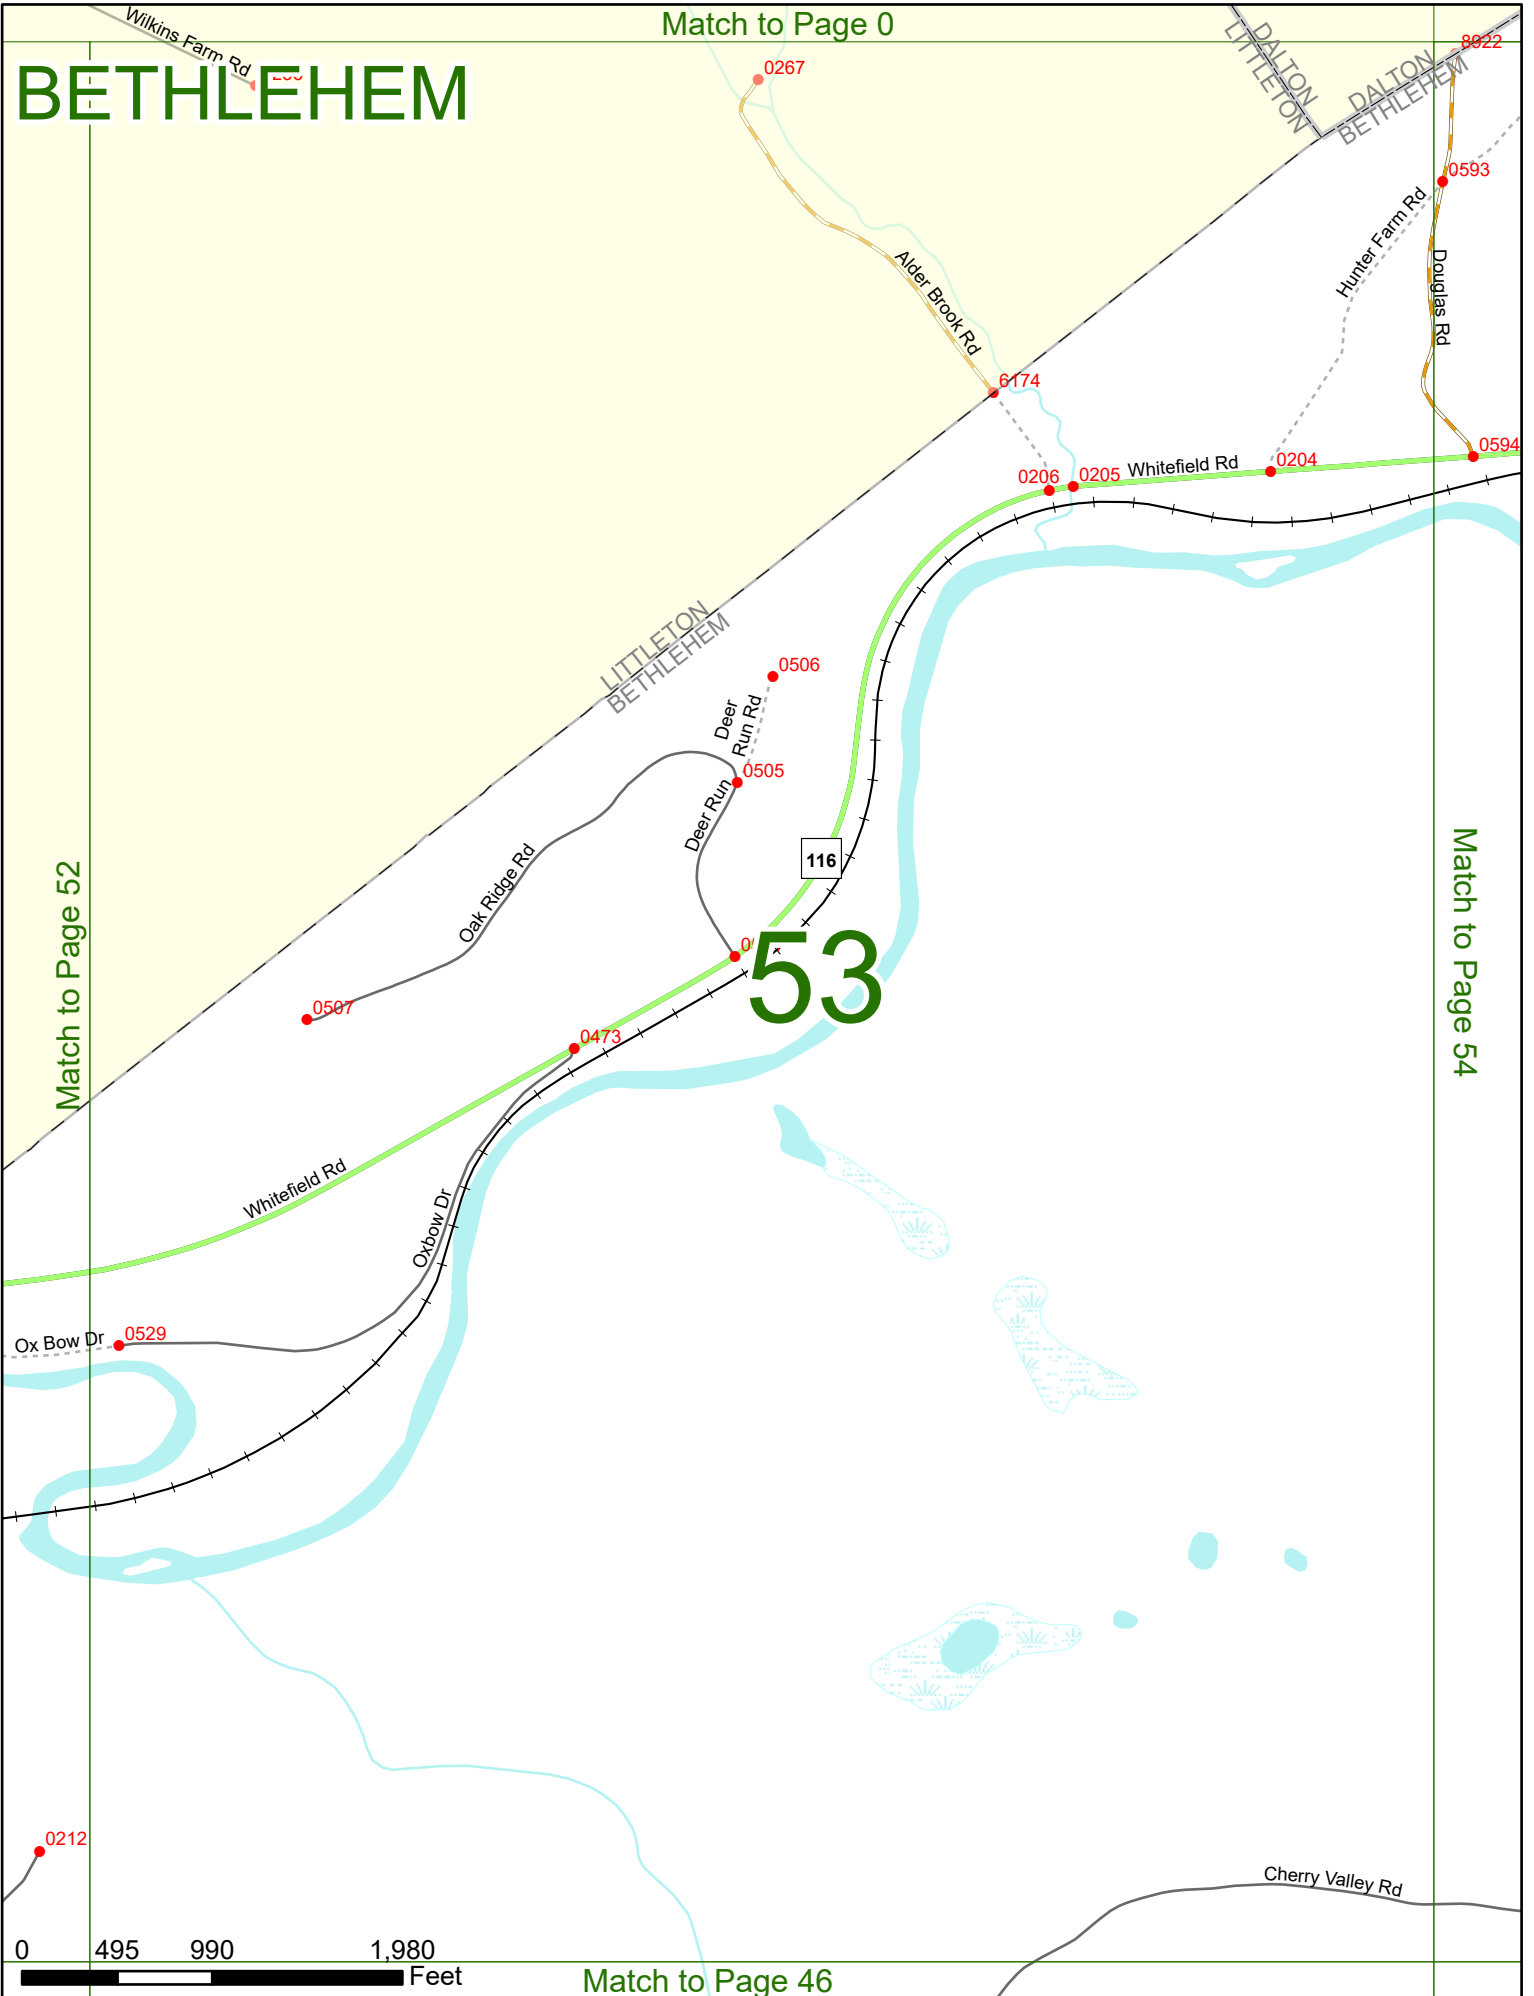 Match to Page 0
Wilkins Farm Rd
BETHLEHEM
0267
DALTON
LITTLETON
DALTON
BETHLEHEM
8922
0593
Hunter Farm Rd
Douglas Rd
Alder Brook Rd
6174
0206
0205
Whitefield Rd
0204
0594
LITTLETON
BETHLEHEM
0506
Deer
Run Rd
0505
Deer Run
116
Oak Ridge Rd
Match to Page 52
Match to Page 54
53
0507
0473
Whitefield Rd
Oxbow Dr
Ox Bow Dr
0529
0212
Cherry Valley Rd
0 495 990 1,980
Feet
Match to Page 46